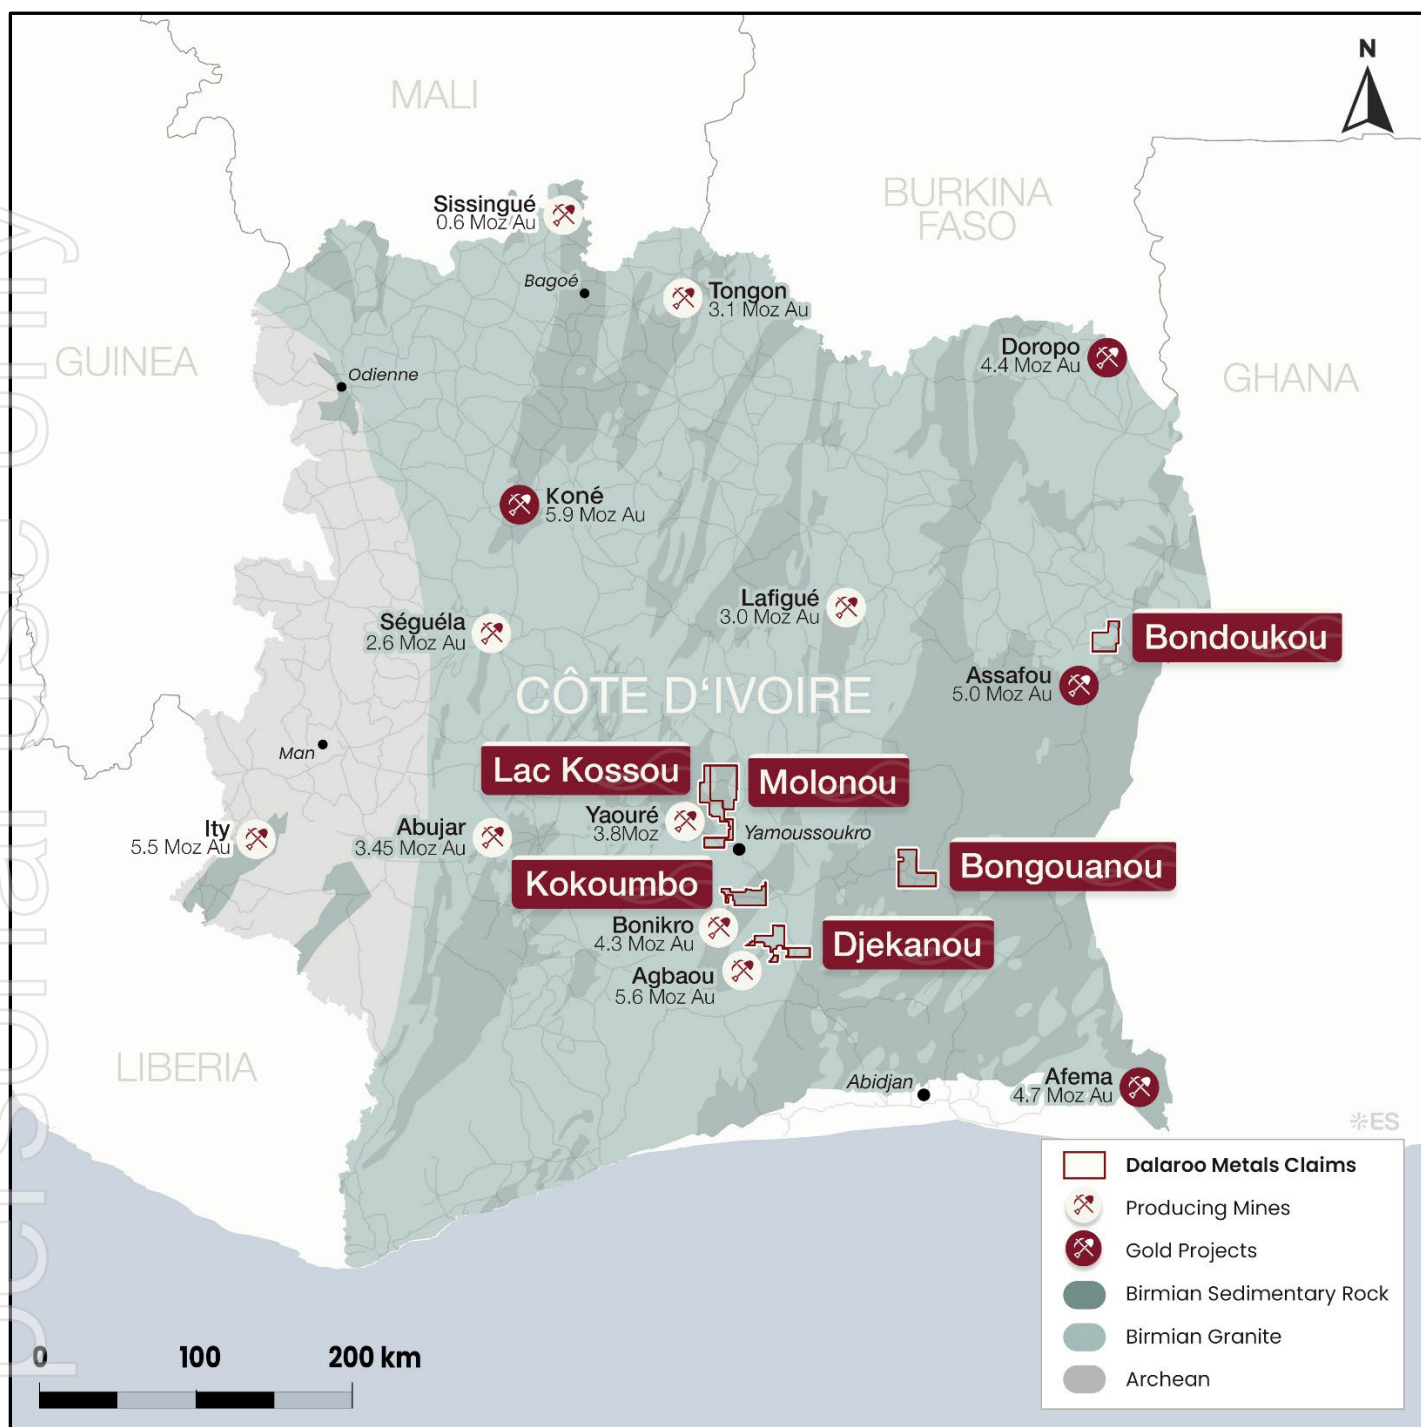 N
MALI
BURKINA
FASO
Sissingué
0.6 Moz Au
Bagoé
Tongon
3.1 Moz Au
Doropo
4.4 Moz Au
GUINEA
Odienne
GHANA
Koné
5.9 Moz Au
Lafigué
3.0 Moz Au
Séguéla
2.6 Moz Au
Bondoukou
CÔTE D‘IVOIRE
Assafou
5.0 Moz Au
Man
Lac Kossou
Molonou
Yaouré
3.8Moz
Yamoussoukro
Ity
5.5 Moz Au
Abujar
3.45 Moz Au
Kokoumbo
Bongouanou
Bonikro
4.3 Moz Au
Djekanou
Agbaou
5.6 Moz Au
LIBERIA
Abidjan
Afema
4.7 Moz Au
ES
Dalaroo Metals Claims
Producing Mines
Gold Projects
Birmian Sedimentary Rock
Birmian Granite
Archean
0 100 200 km
personal use only